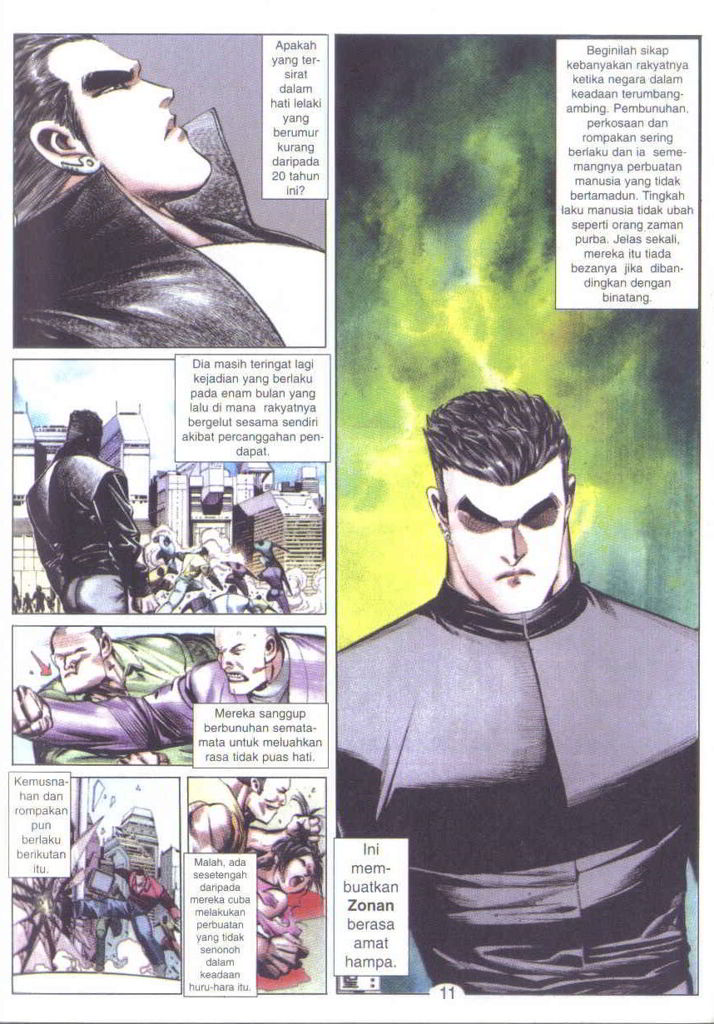 Apakah
yang ter-
sirat
dalam
hati lelaki
yang
berumur
kurang
daripada
20 tahun
ini?
Dia masih teringat lagi
kejadian yang berlaku
pada enam bulan yang
lalu di mana rakyatnya
bergelut sesama sendiri
akibat percanggahan pen-
dapat.
Mereka sanggup
berbunuhan semata-
mata untuk meluahkan
rasa tidak puas hati.
Kemusna-
han dan
rompakan
pun
berlaku
berikutan
itu.
Malah, ada
sesetengah
daripada
mereka cuba
melakukan
perbuatan
yang tidak
senonoh
dalam
keadaan
huru-hara itu.
Beginilah sikap
kebanyakan rakyatnya
ketika negara dalam
keadaan terumbang-
ambing. Pembunuhan,
perkosaan dan
rompakan sering
berlaku dan ia seme-
mangnya perbuatan
manusia yang tidak
bertamadun. Tingkah
laku manusia tidak ubah
seperti orang zaman
purba. Jelas sekali,
mereka itu tiada
bezanya jika diban-
dingkan dengan
binatang.
Ini
mem-
buatkan
Zonan
berasa
amat
hampa.
11